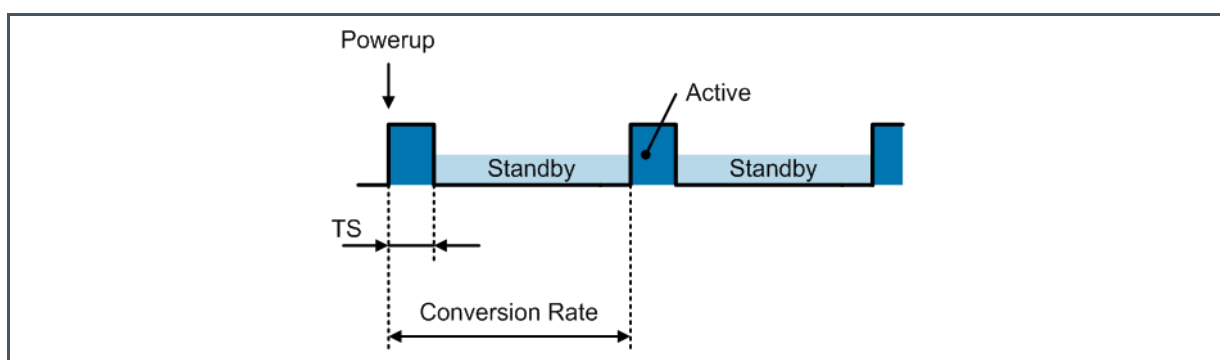 Powerup
Active
Standby
Standby
TS
Conversion Rate